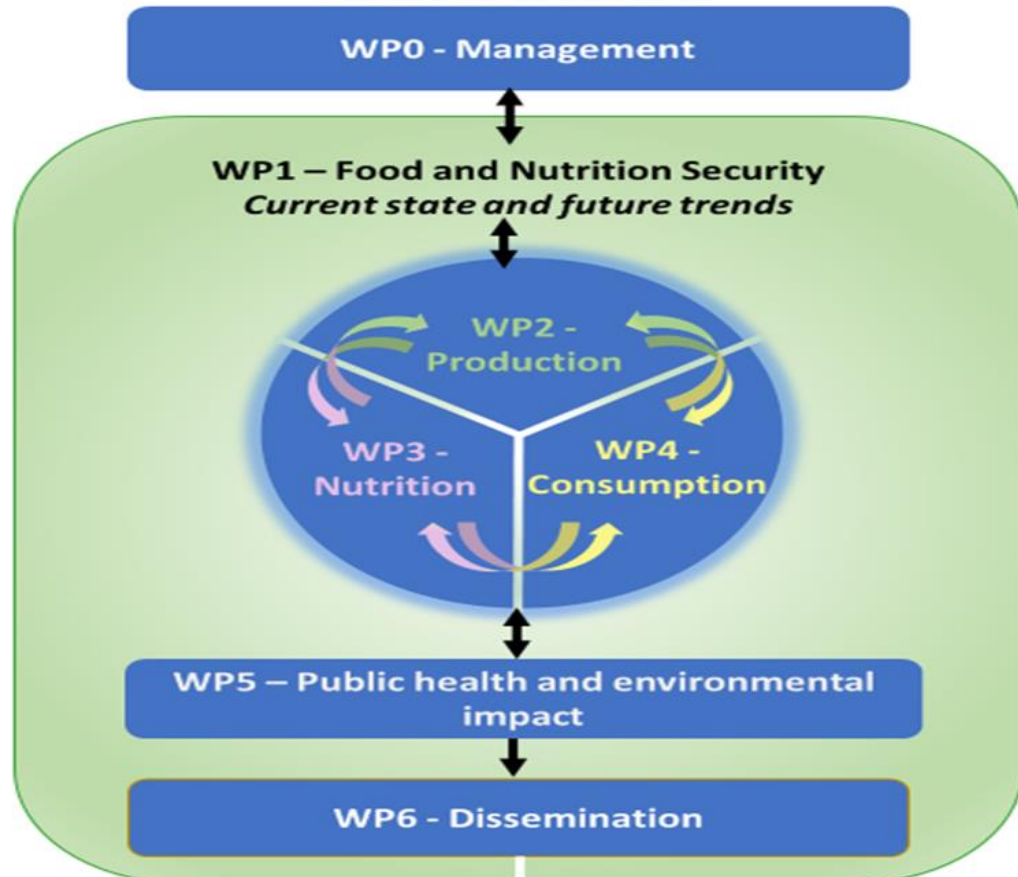 WP0 - Management
WP1 – Food and Nutrition Security
Current state and future trends
WP2 -
Production
WP3 -
Nutrition
WP4 -
Consumption
WP5 – Public health and environmental
impact
WP6 - Dissemination